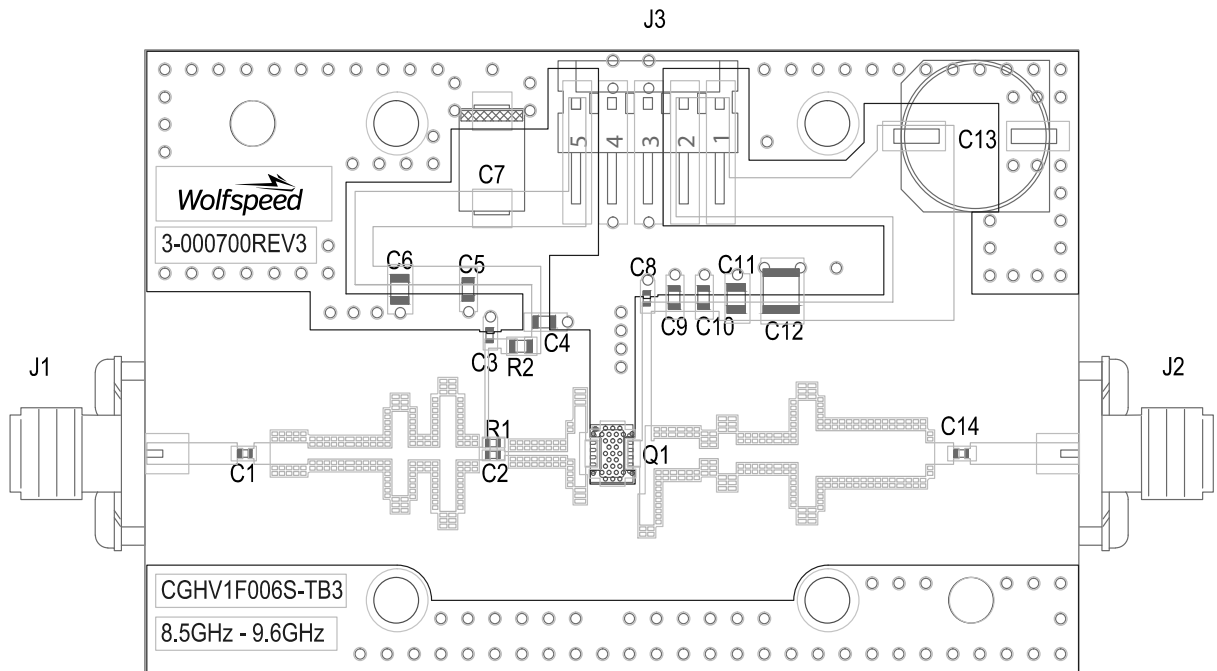 J3
5 4 3 2 1
C13
C7
Wolfspeed
3-000700REV3
C6 C5 C8 C11
C9 C10 C12
C4
C3 R2
J1 J2
R1 C14
C1 C2 Q1
CGHV1F006S-TB3
8.5GHz - 9.6GHz